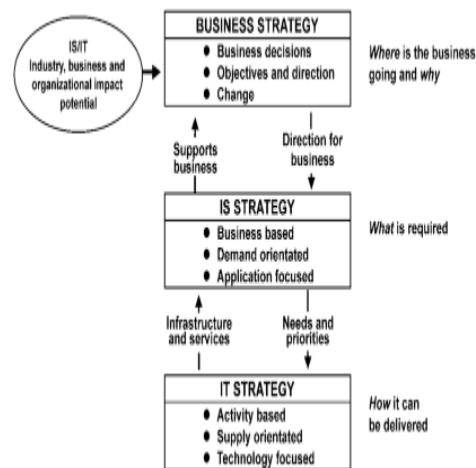 IS/IT
Industry, business and
organizational impact
potential
BUSINESS STRATEGY
● Business decisions
● Objectives and direction
● Change
Where is the business
going and why
Supports
business
Direction for
business
IS STRATEGY
● Business based
● Demand orientated
● Application focused
What is required
Infrastructure
and services
Needs and
priorities
IT STRATEGY
● Activity based
● Supply orientated
● Technology focused
How it can
be delivered